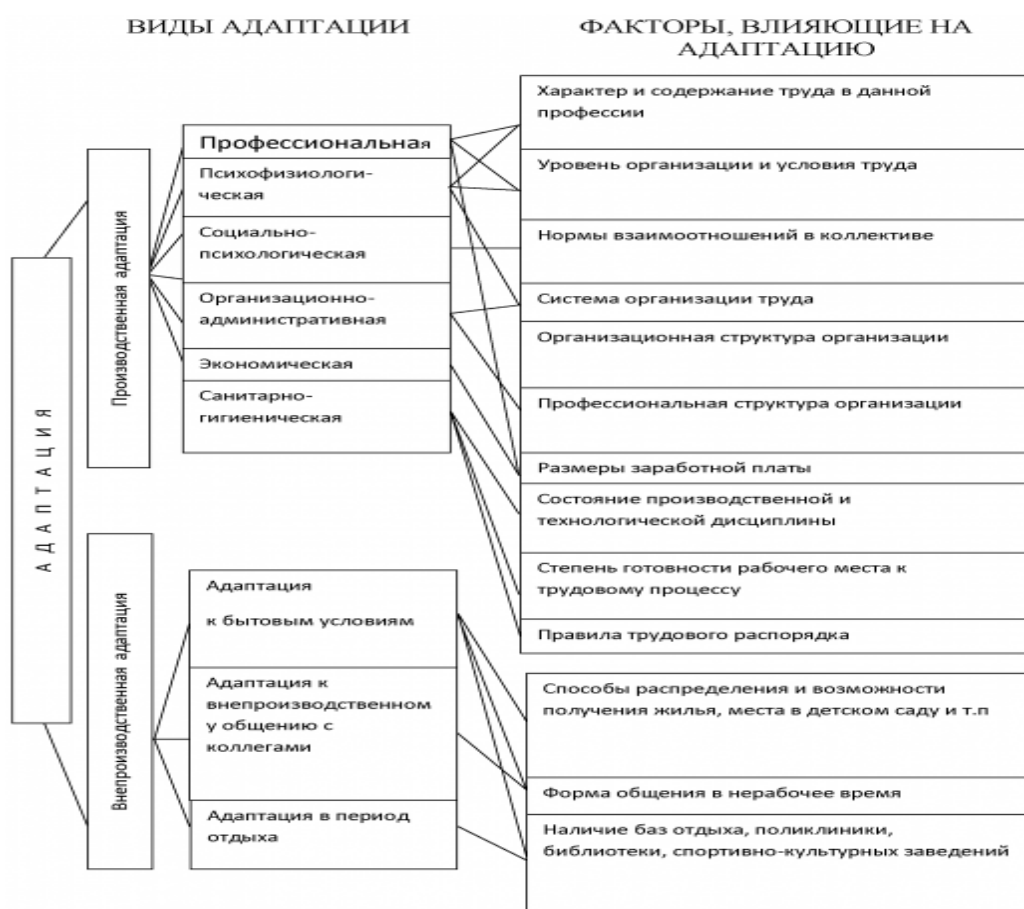 ВИДЫ АДАПТАЦИИ
ФАКТОРЫ, ВЛИЯЮЩИЕ НА
АДАПТАЦИЮ
АДАПТАЦИЯ
Производственная адаптация
Профессиональная
Психофизиологи-
ческая
Социально-
психологическая
Организационно-
административная
Экономическая
Санитарно-
гигиеническая
Характер и содержание труда в данной
профессии
Уровень организации и условия труда
Нормы взаимоотношений в коллективе
Система организации труда
Организационная структура организации
Профессиональная структура организации
Размеры заработной платы
Состояние производственной и
технологической дисциплины
Степень готовности рабочего места к
трудовому процессу
Правила трудового распорядка
Внепроизводственная адаптация
Адаптация
к бытовым условиям
Адаптация к
внепроизводственном
у общению с
коллегами
Адаптация в период
отдыха
Способы распределения и возможности
получения жилья, места в детском саду и т.п
Форма общения в нерабочее время
Наличие баз отдыха, поликлиники,
библиотеки, спортивно-культурных заведений